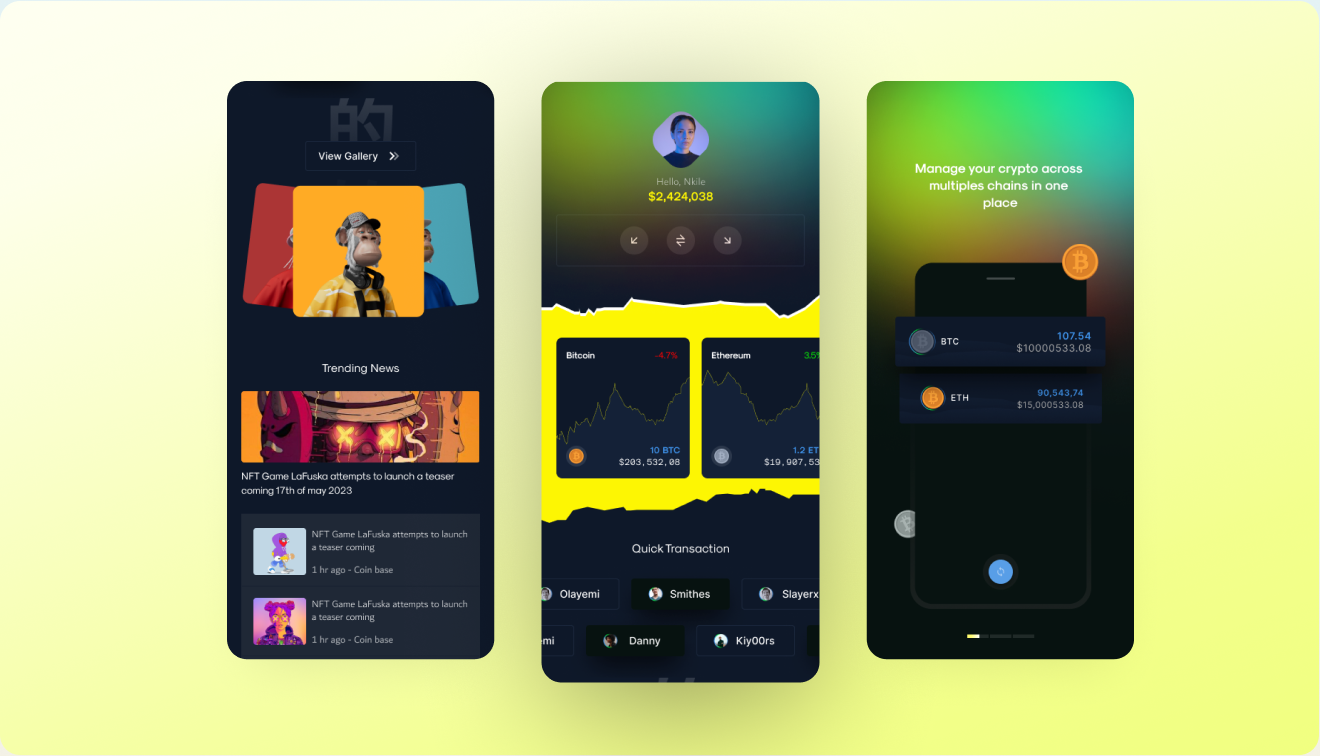 的
View Gallery
Trending News
NFT Game LaFuska attempts to launch a teaser
coming 17th of may 2023
NFT Game LaFuska attempts to launch
a teaser coming
1 hr ago - Coin base
NFT Game LaFuska attempts to launch
a teaser coming
1 hr ago - Coin base
Hello, Nkile
$2,424,038
Bitcoin
-4.7%
10 BTC
$203,532,08
Ethereum
3.5%
1.2 ET
$19,907,53
Quick Transaction
Olayemi
Smithes
Slayerx
emi
Danny
Kiy00rs
Manage your crypto across
multiples chains in one
place
BTC
107.54
$10000533.08
ETH
90,543,74
$15,000533.08